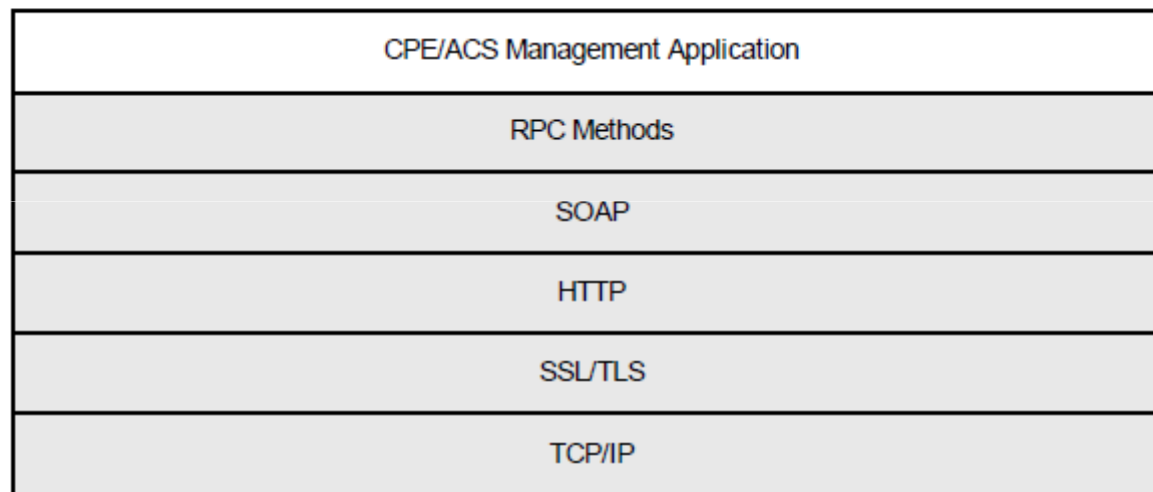 CPE/ACS Management Application
RPC Methods
SOAP
HTTP
SSL/TLS
TCP/IP